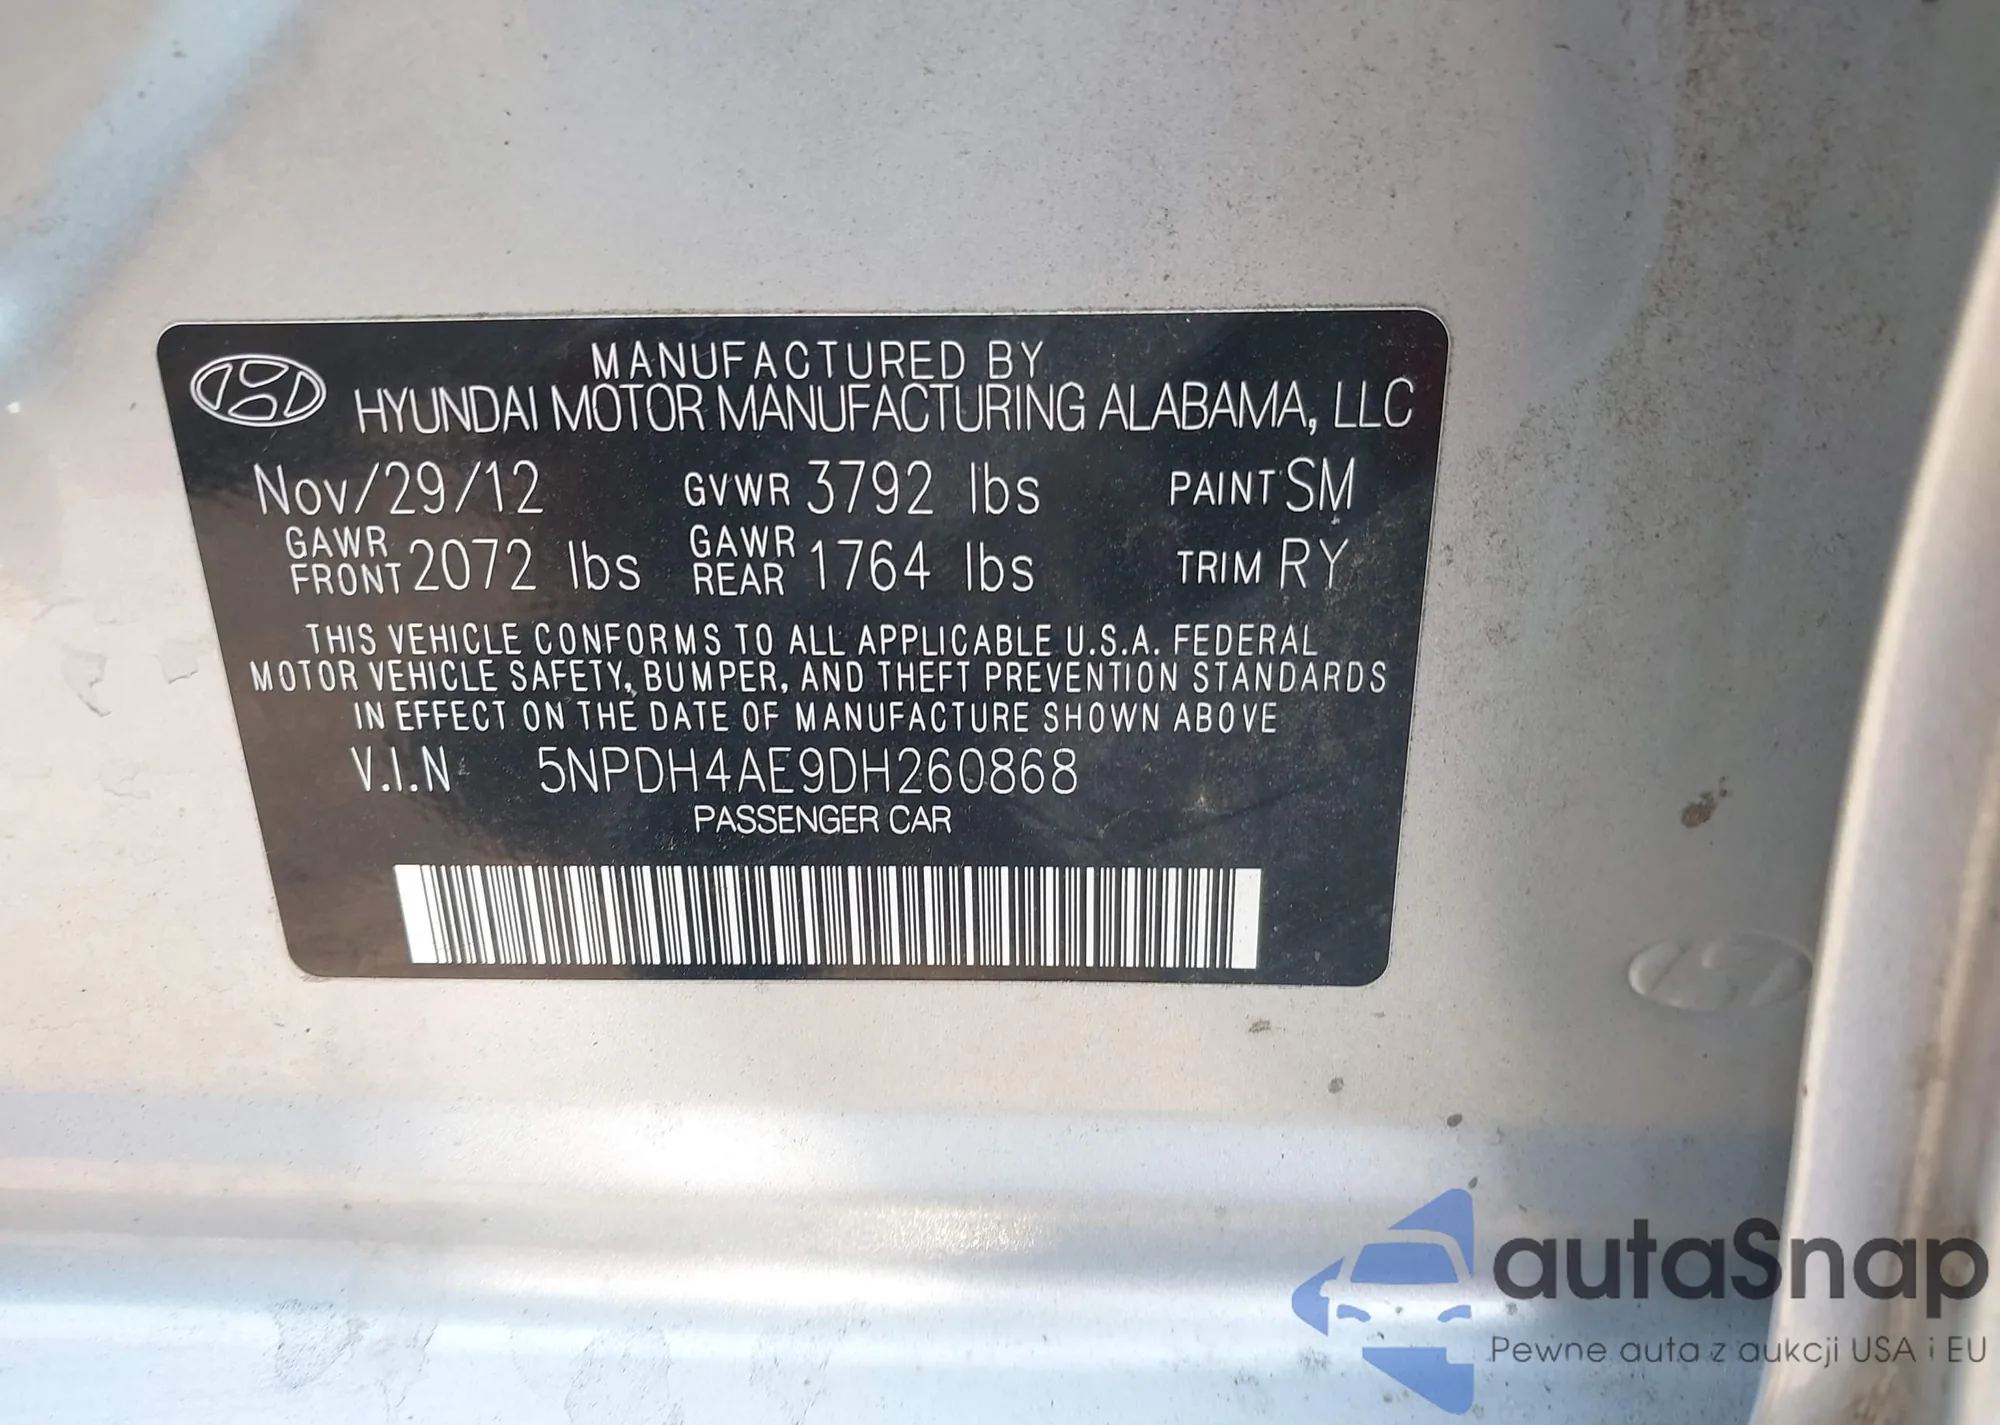 MANUFACTURED BY
HYUNDAI MOTOR MANUFACTURING ALABAMA, LLC
Nov/29/12 GVWR 3792 lbs PAINT SM
GAWR FRONT 2072 lbs GAWR REAR 1764 lbs TRIM RY
THIS VEHICLE CONFORMS TO ALL APPLICABLE U.S.A. FEDERAL
MOTOR VEHICLE SAFETY, BUMPER, AND THEFT PREVENTION STANDARDS
IN EFFECT ON THE DATE OF MANUFACTURE SHOWN ABOVE
V.I.N 5NPDH4AE9DH260868
PASSENGER CAR
autaSnap
Pewne auta z aukcji USA i EU